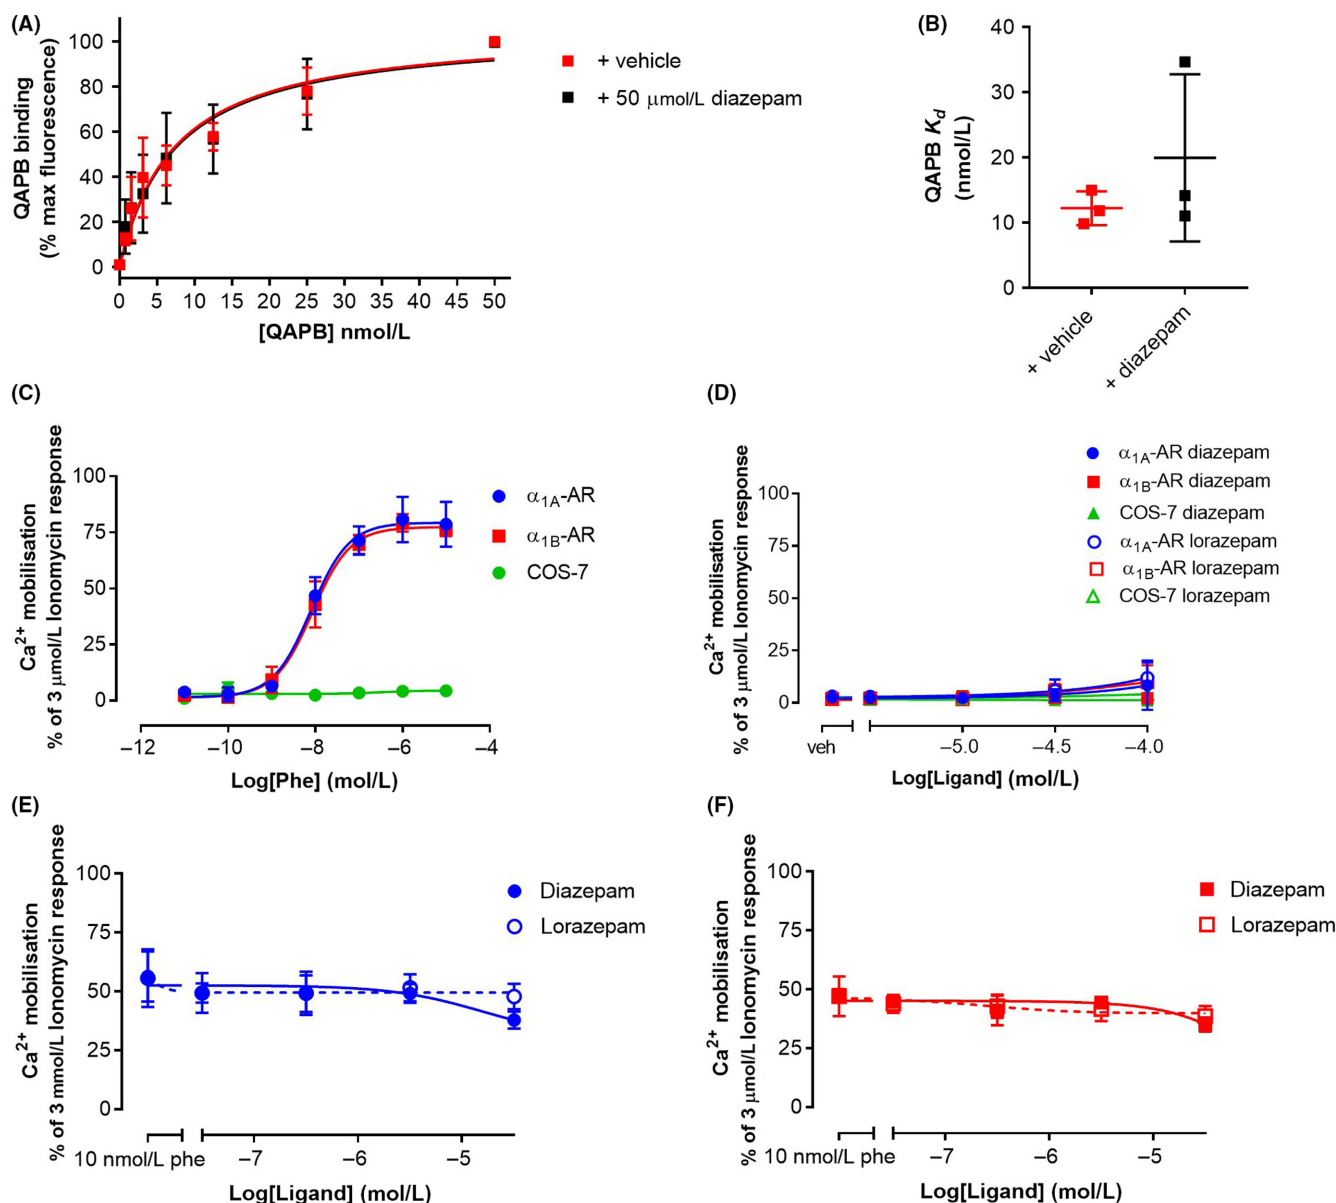 (A)
QAPB binding
(% max fluorescence)
100
80
60
40
20
0
0 5 10 15 20 25 30 35 40 45 50
[QAPB] nmol/L
+ vehicle
+ 50 μmol/L diazepam
(B)
QAPB Kd
(nmol/L)
40
30
20
10
0
+ vehicle
+ diazepam
(C)
Ca2+ mobilisation
% of 3 μmol/L Ionomycin response
100
75
50
25
0
–12 –10 –8 –6 –4
Log[Phe] (mol/L)
α1A-AR
α1B-AR
COS-7
(D)
Ca2+ mobilisation
% of 3 μmol/L Ionomycin response
100
75
50
25
0
veh –5.0 –4.5 –4.0
Log[Ligand] (mol/L)
α1A-AR diazepam
α1B-AR diazepam
COS-7 diazepam
α1A-AR lorazepam
α1B-AR lorazepam
COS-7 lorazepam
(E)
Ca2+ mobilisation
% of 3 mmol/L Ionomycin response
100
75
50
25
0
10 nmol/L phe –7 –6 –5
Log[Ligand] (mol/L)
Diazepam
Lorazepam
(F)
Ca2+ mobilisation
% of 3 μmol/L Ionomycin response
100
75
50
25
0
10 nmol/L phe –7 –6 –5
Log[Ligand] (mol/L)
Diazepam
Lorazepam